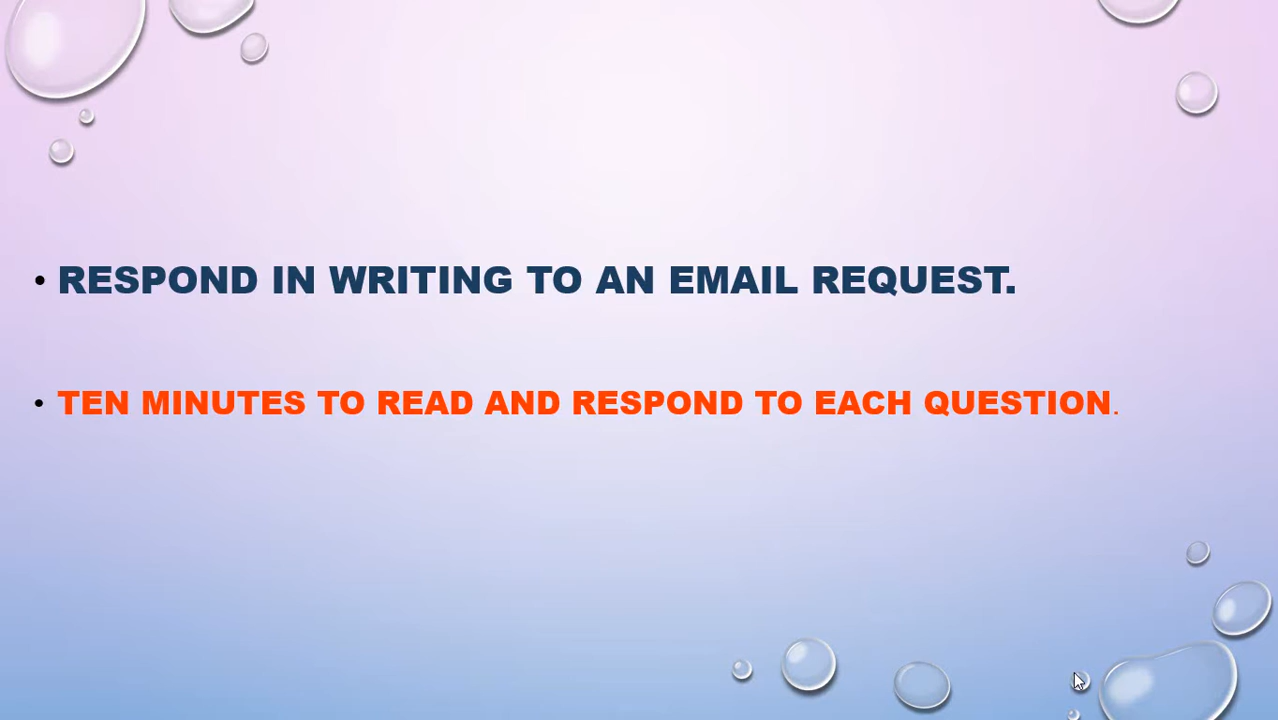 • RESPOND IN WRITING TO AN EMAIL REQUEST.
• TEN MINUTES TO READ AND RESPOND TO EACH QUESTION.